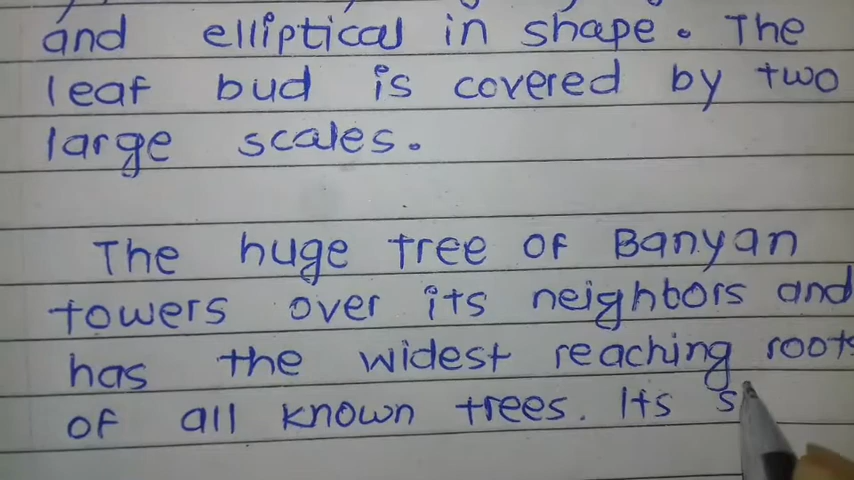 and elliptical in shape. The
leaf bud is covered by two
large scales.
The huge tree of Banyan
towers over its neighbors and
has the widest reaching roots
of all known trees. Its s